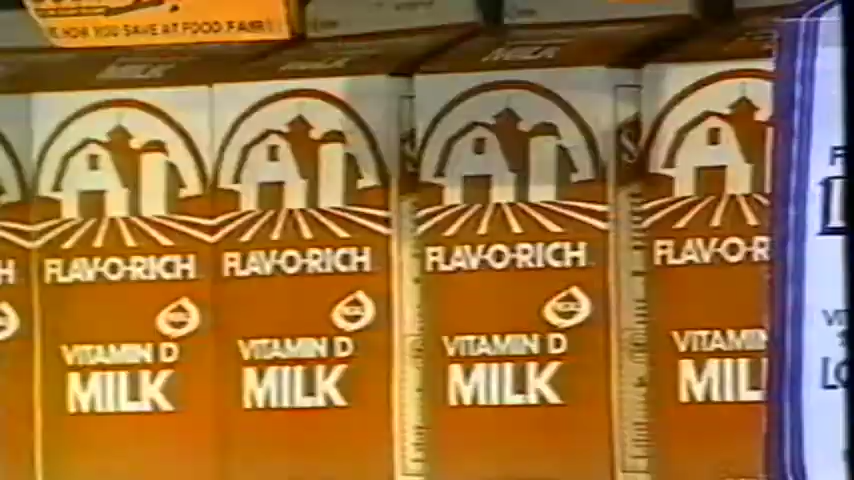 HOW YOU SAVE AT FOOD FAIR!
MILK
MILK
FLAV-O-RICH
VITAMIN D
MILK
FLAV-O-RICH
VITAMIN D
MILK
FLAV-O-RICH
VITAMIN D
MILK
FLAV-O-R
VITAMIN
MIL